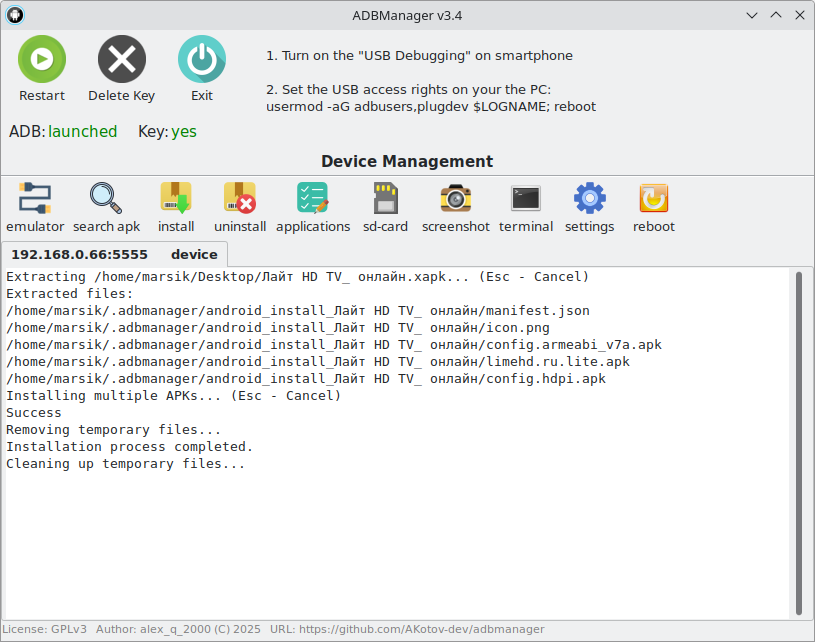 ADBManager v3.4
Restart
Delete Key
Exit
1. Turn on the "USB Debugging" on smartphone
2. Set the USB access rights on your the PC:
usermod -aG adbusers,plugdev $LOGNAME; reboot
ADB: launched Key: yes
Device Management
emulator search apk install uninstall applications sd-card screenshot terminal settings reboot
192.168.0.66:5555 device
Extracting /home/marsik/Desktop/Лайт HD TV_ онлайн.xapk... (Esc - Cancel)
Extracted files:
/home/marsik/.adbmanager/android_install_Лайт HD TV_ онлайн/manifest.json
/home/marsik/.adbmanager/android_install_Лайт HD TV_ онлайн/icon.png
/home/marsik/.adbmanager/android_install_Лайт HD TV_ онлайн/config.armeabi_v7a.apk
/home/marsik/.adbmanager/android_install_Лайт HD TV_ онлайн/limehd.ru.lite.apk
/home/marsik/.adbmanager/android_install_Лайт HD TV_ онлайн/config.hdpi.apk
Installing multiple APKs... (Esc - Cancel)
Success
Removing temporary files...
Installation process completed.
Cleaning up temporary files...
License: GPLv3 Author: alex_q_2000 (C) 2025 URL: https://github.com/AKotov-dev/adbmanager